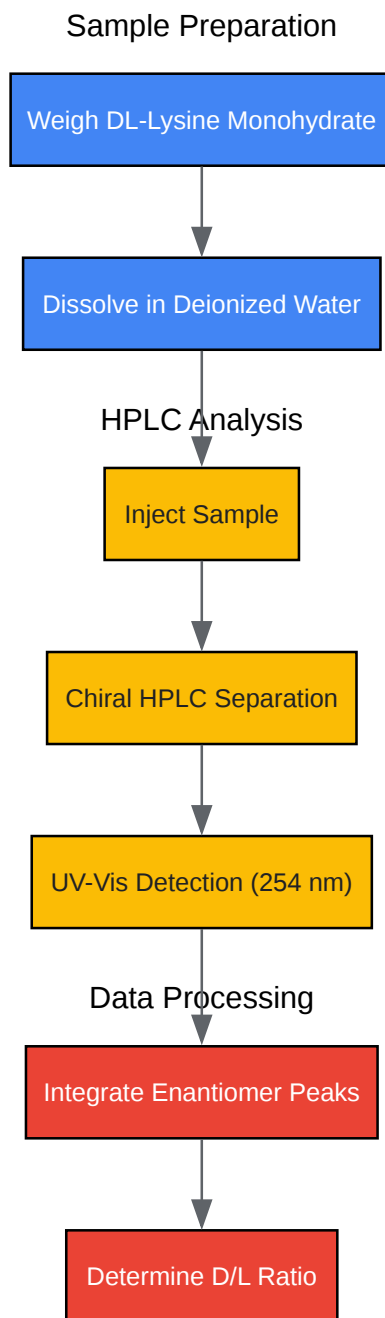 Sample Preparation
Weigh DL-Lysine Monohydrate
Dissolve in Deionized Water
HPLC Analysis
Inject Sample
Chiral HPLC Separation
UV-Vis Detection (254 nm)
Data Processing
Integrate Enantiomer Peaks
Determine D/L Ratio